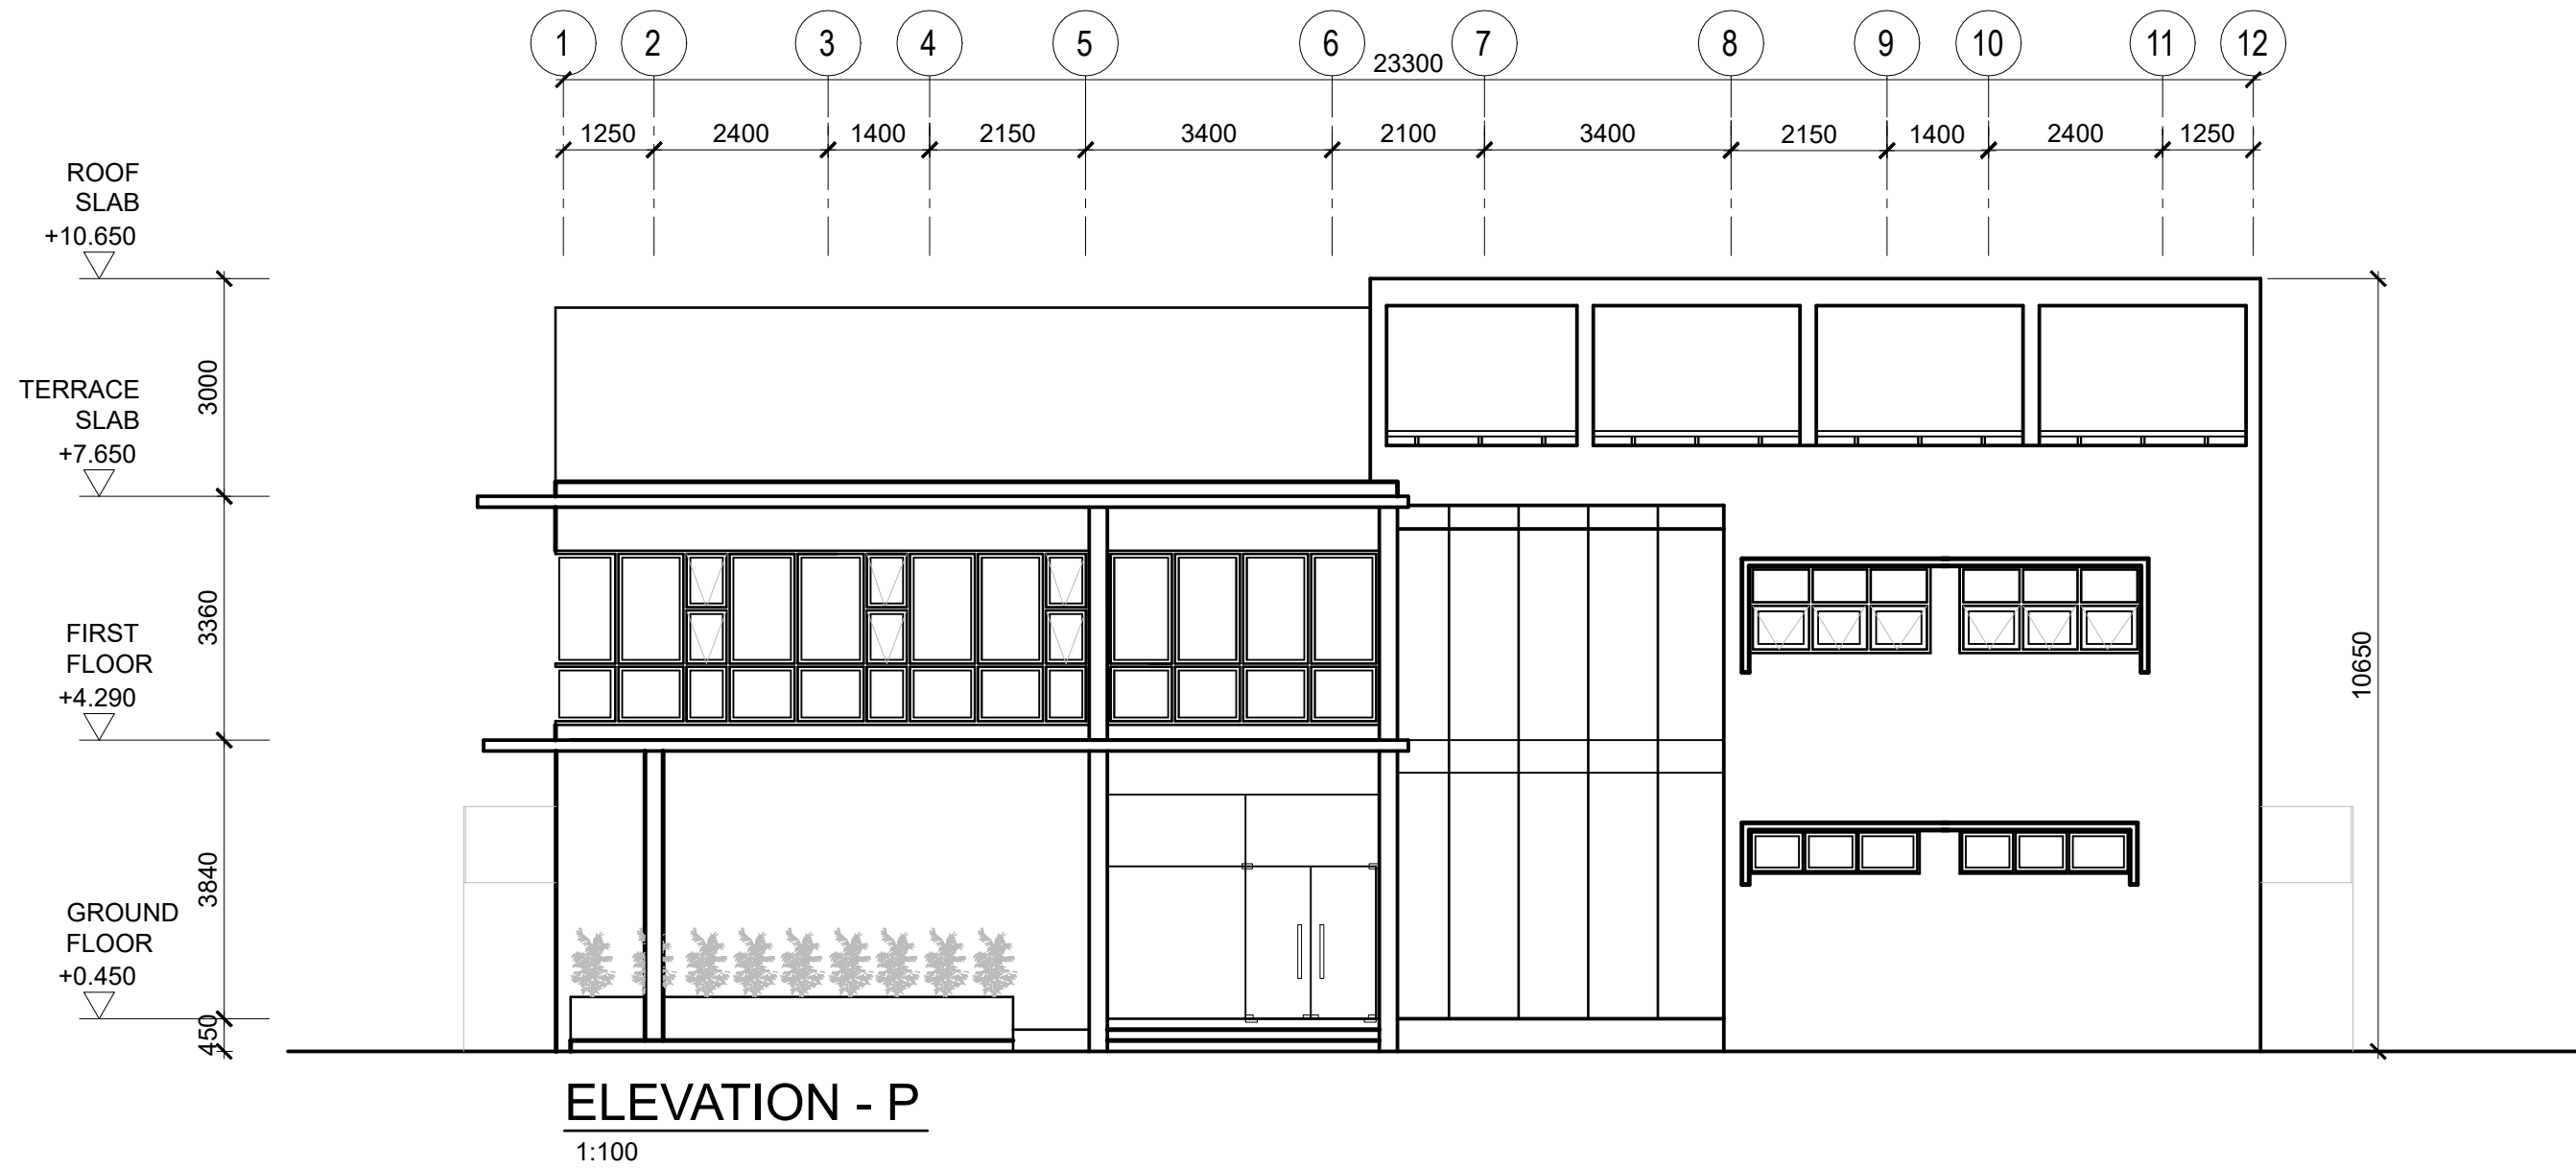 1 2 3 4 5 6 7 8 9 10 11 12
23300
1250 2400 1400 2150 3400 2100 3400 2150 1400 2400 1250
ROOF
SLAB
+10.650
3000
TERRACE
SLAB
+7.650
3360
FIRST
FLOOR
+4.290
10650
3840
GROUND
FLOOR
+0.450
450
ELEVATION - P
1:100